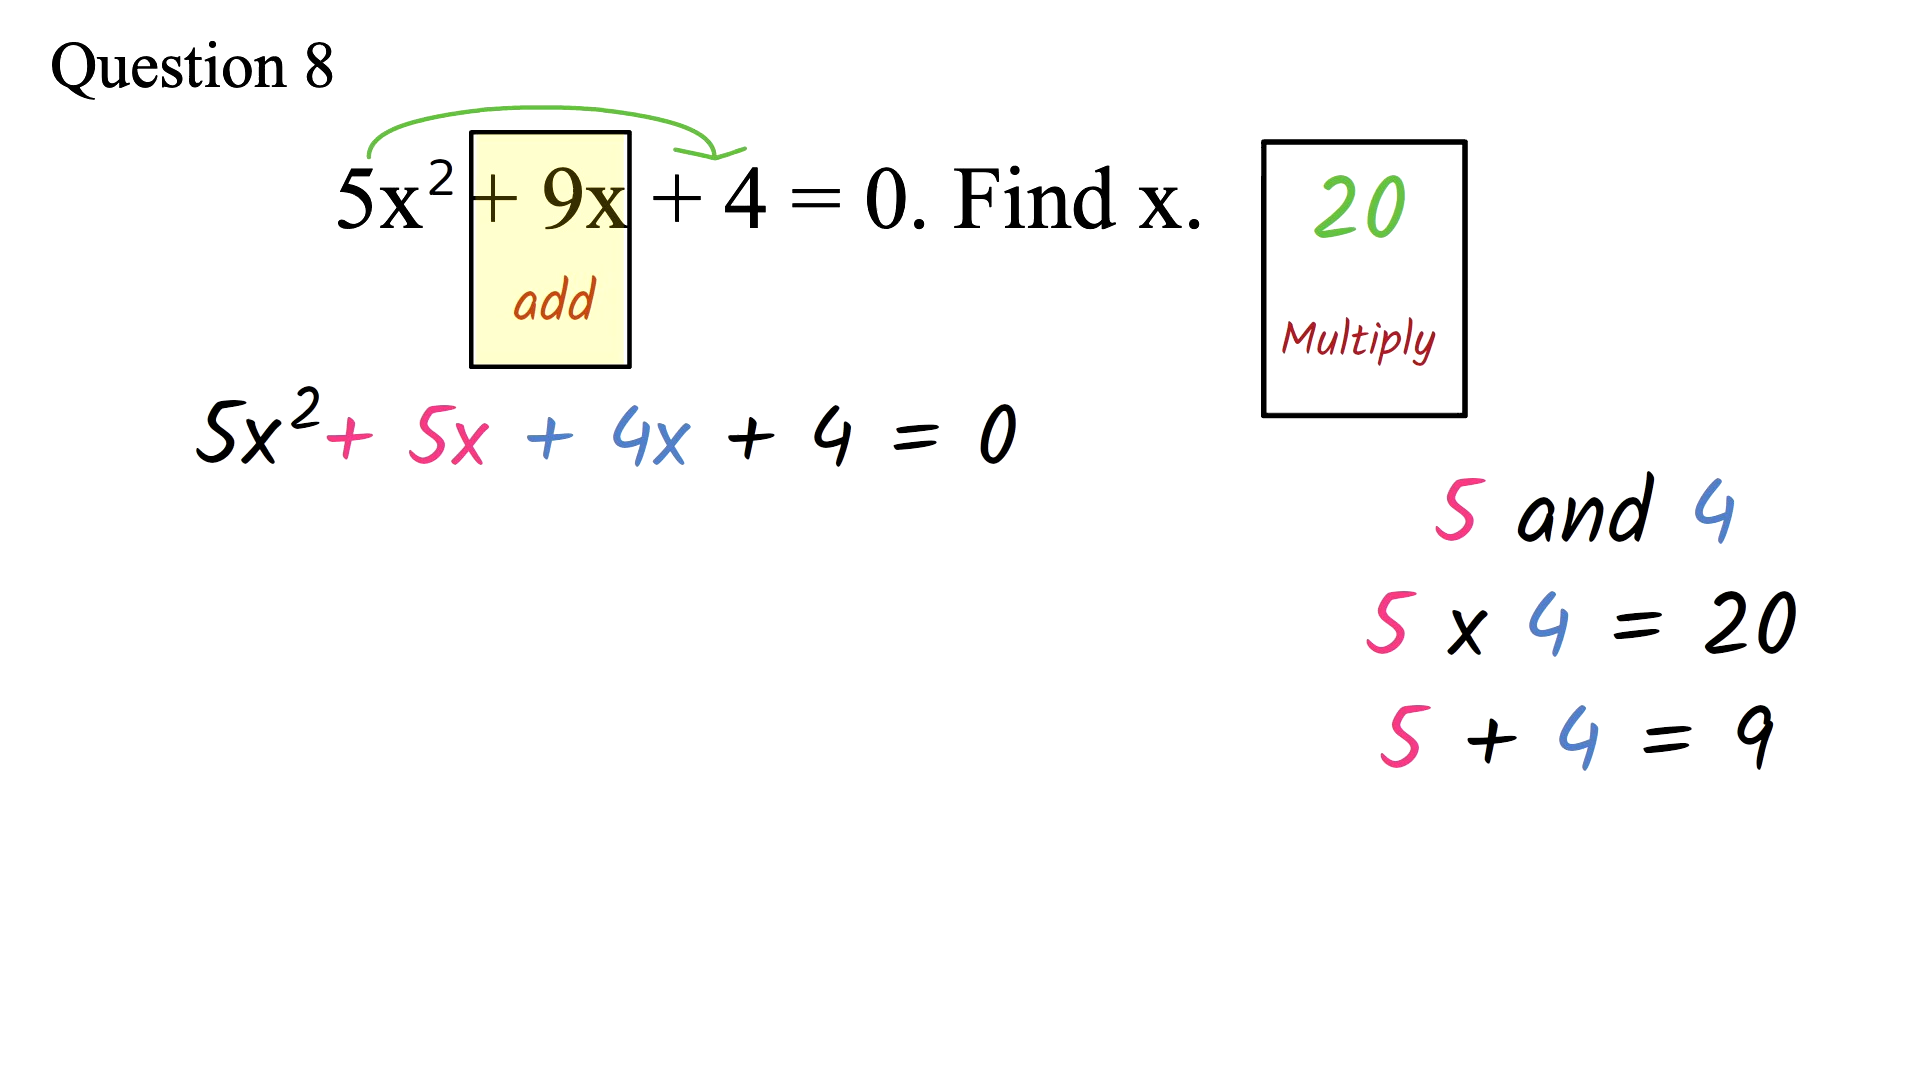 Question 8
5x² + 9x + 4 = 0. Find x.
20
add
Multiply
5x² + 5x + 4x + 4 = 0
5 and 4
5 x 4 = 20
5 + 4 = 9